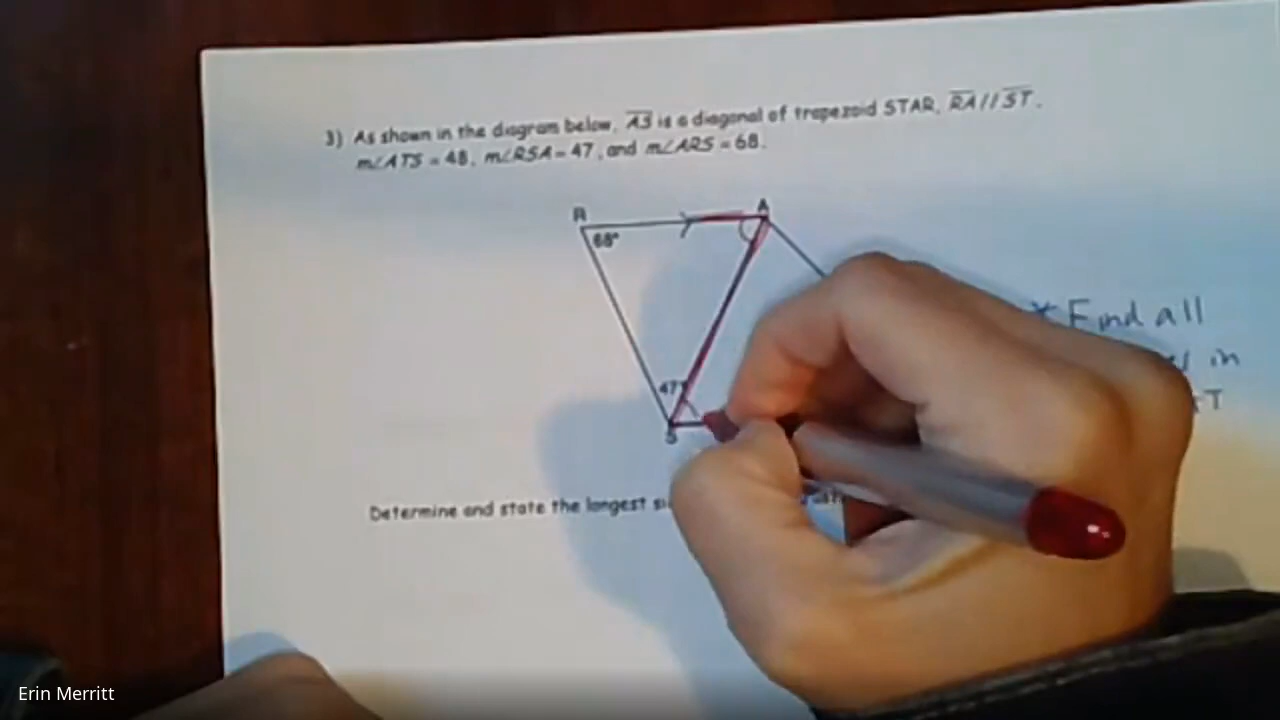 3) As shown in the diagram below, AS is a diagonal of trapezoid STAR, RA//ST.
m∠ATS = 48, m∠RSA = 47, and m∠ARS = 68.
R
A
68°
* Find all
in
47°
T
S
Determine and state the longest
Erin Merritt